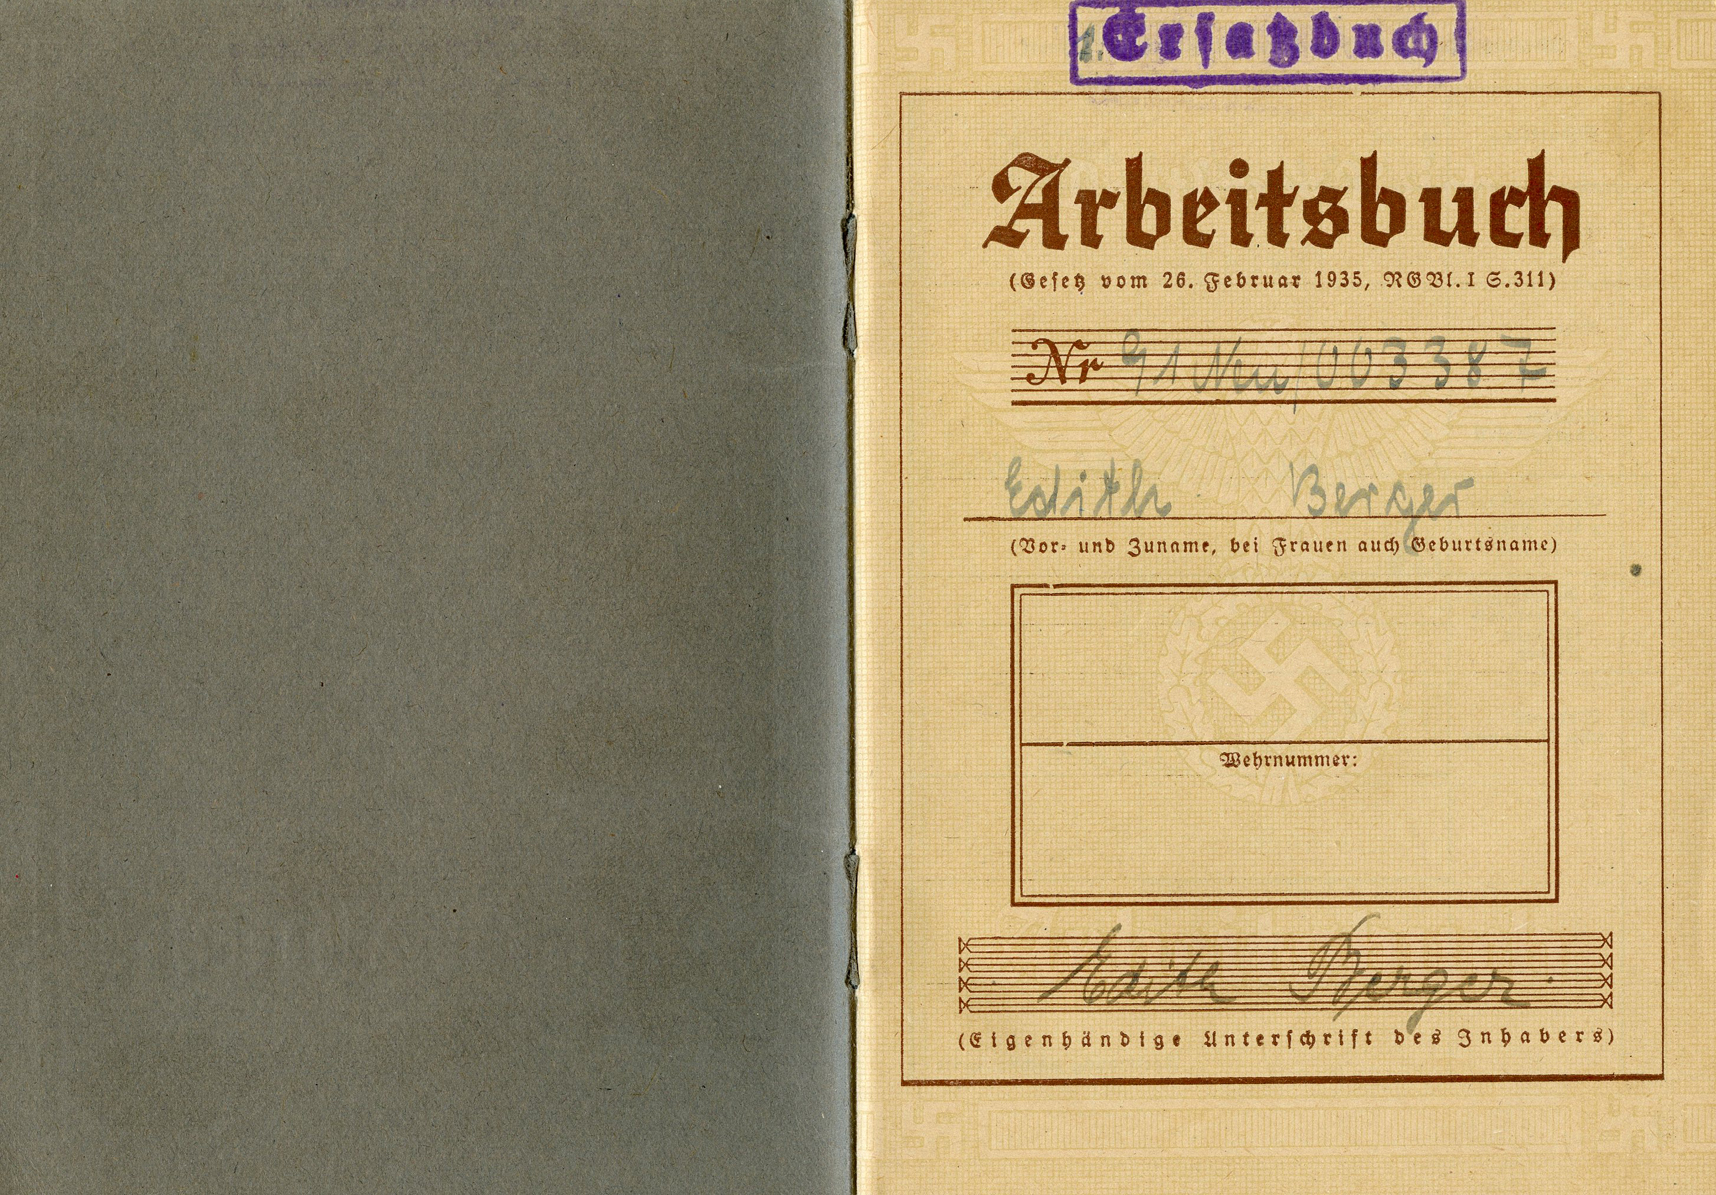 1. Ersatzbuch
Arbeitsbuch
(Gesetz vom 26. Februar 1935, RGBl. I S. 311)
Nr 91 Neu/003387
Edith Berger
(Vor- und Zuname, bei Frauen auch Geburtsname)
Wehrnummer:
Edith Berger.
(Eigenhändige Unterschrift des Inhabers)